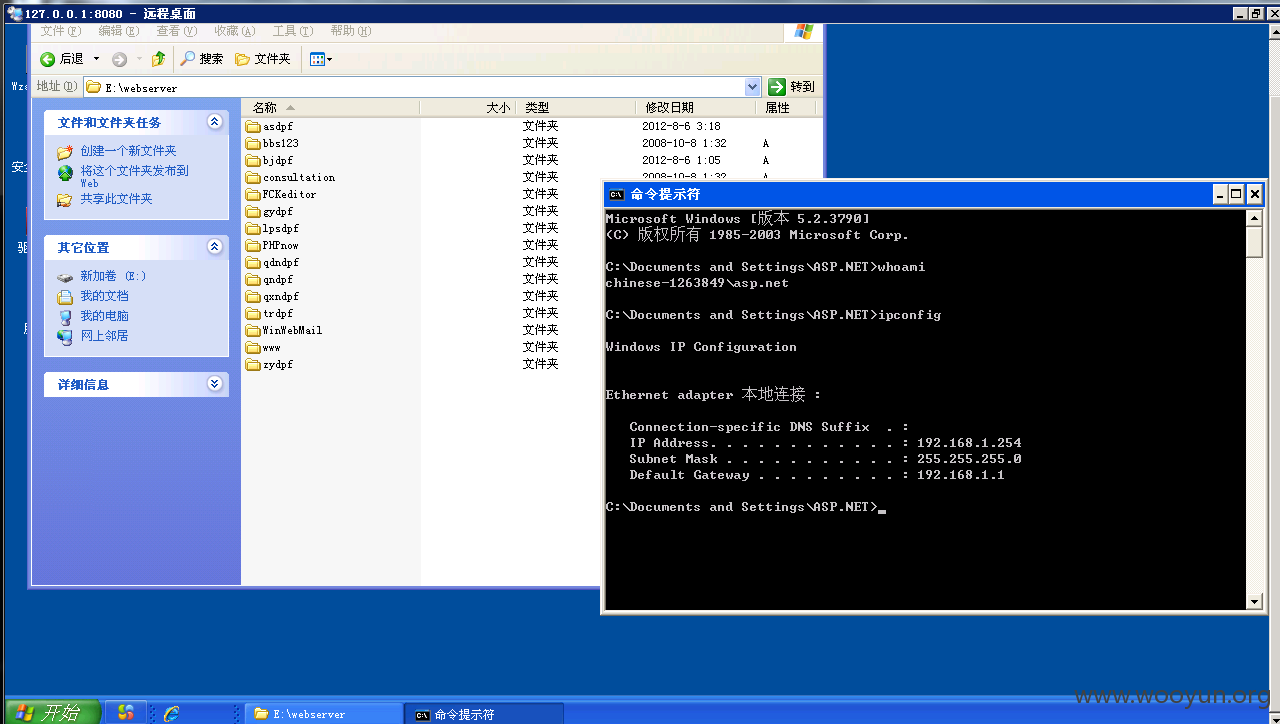 127.0.0.1:8080 - 远程桌面
文件(F) 编辑(E) 查看(V) 收藏(A) 工具(T) 帮助(H)
后退 搜索 文件夹
地址(D) E:\webserver 转到
文件和文件夹任务
创建一个新文件夹
将这个文件夹发布到
Web
共享此文件夹
其它位置
新加卷 (E:)
我的文档
我的电脑
网上邻居
详细信息
名称 大小 类型 修改日期 属性
asdpf 文件夹 2012-8-6 3:18
bbs123 文件夹 2008-10-8 1:32 A
bjdpf 文件夹 2012-8-6 1:05 A
consultation 文件夹 2008-10-8 1:32 A
FCKeditor 文件夹
gydpf 文件夹
lpsdpf 文件夹
PHPnow 文件夹
qdndpf 文件夹
qndpf 文件夹
qxndpf 文件夹
trdpf 文件夹
WinWebMail 文件夹
www 文件夹
zydpf 文件夹
命令提示符
Microsoft Windows [版本 5.2.3790]
(C) 版权所有 1985-2003 Microsoft Corp.
C:\Documents and Settings\ASP.NET>whoami
chinese-1263849\asp.net
C:\Documents and Settings\ASP.NET>ipconfig
Windows IP Configuration
Ethernet adapter 本地连接 :
Connection-specific DNS Suffix . :
IP Address. . . . . . . . . . . . : 192.168.1.254
Subnet Mask . . . . . . . . . . . : 255.255.255.0
Default Gateway . . . . . . . . . : 192.168.1.1
C:\Documents and Settings\ASP.NET>_
开始 E:\webserver 命令提示符
www.wooyun.org